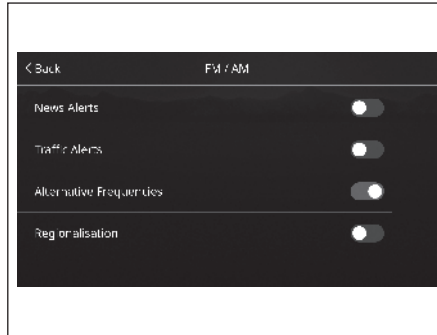 < Back FM / AM
News Alerts
Traffic Alerts
Alternative Frequencies
Regionalisation